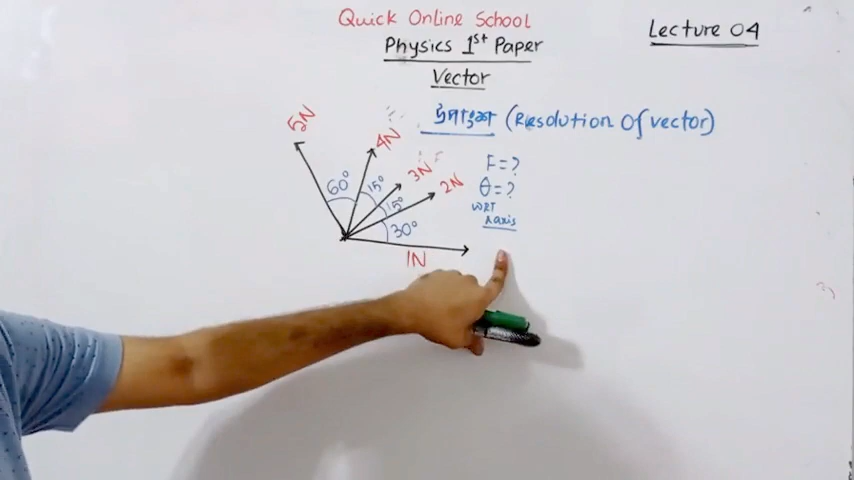 Quick Online School
Lecture 04
Physics 1st Paper
Vector
(Resolution Of vector)
5N
4N
3N
2N
1N
60°
15°
15°
30°
F=?
θ=?
WRT
x axis